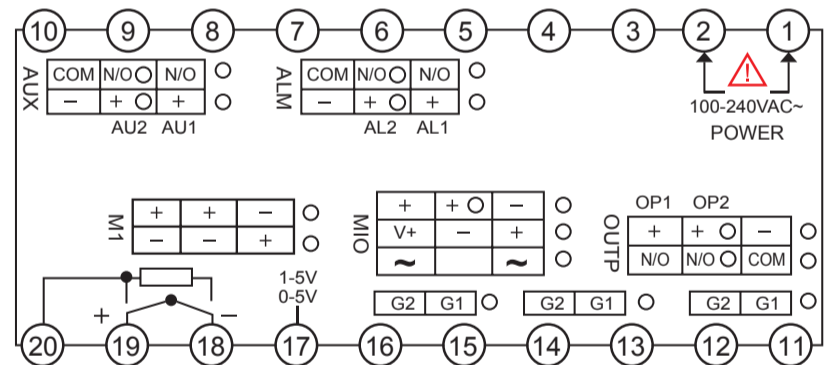 10 9 8 7 6 5 4 3 2 1
AUX
COM N/O N/O
− + +
AU2 AU1
ALM
COM N/O N/O
− + +
AL2 AL1
!
100-240VAC~
POWER
M1
+ + −
− − +
MIO
+ + −
V+ − +
~ ~
OUTP
OP1 OP2
+ + −
N/O N/O COM
1-5V
0-5V
+ −
G2 G1 G2 G1 G2 G1
20 19 18 17 16 15 14 13 12 11